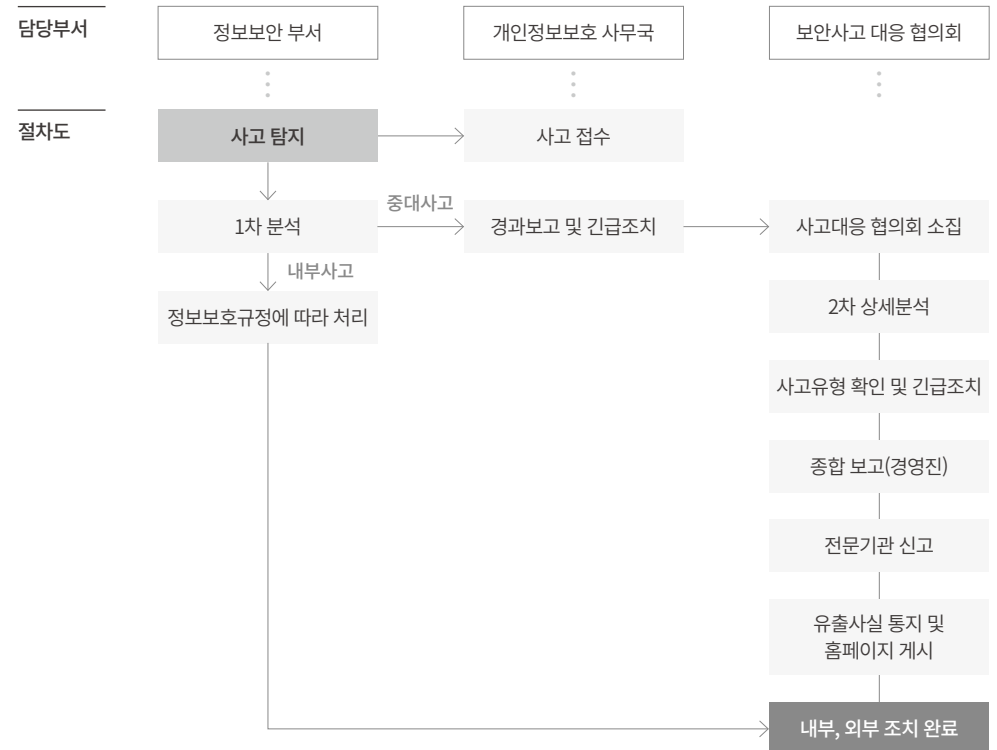 담당부서
정보보안 부서
개인정보보호 사무국
보안사고 대응 협의회
절차도
사고 탐지
사고 접수
1차 분석
중대사고
경과보고 및 긴급조치
사고대응 협의회 소집
내부사고
정보보호규정에 따라 처리
2차 상세분석
사고유형 확인 및 긴급조치
종합 보고(경영진)
전문기관 신고
유출사실 통지 및
홈페이지 게시
내부, 외부 조치 완료